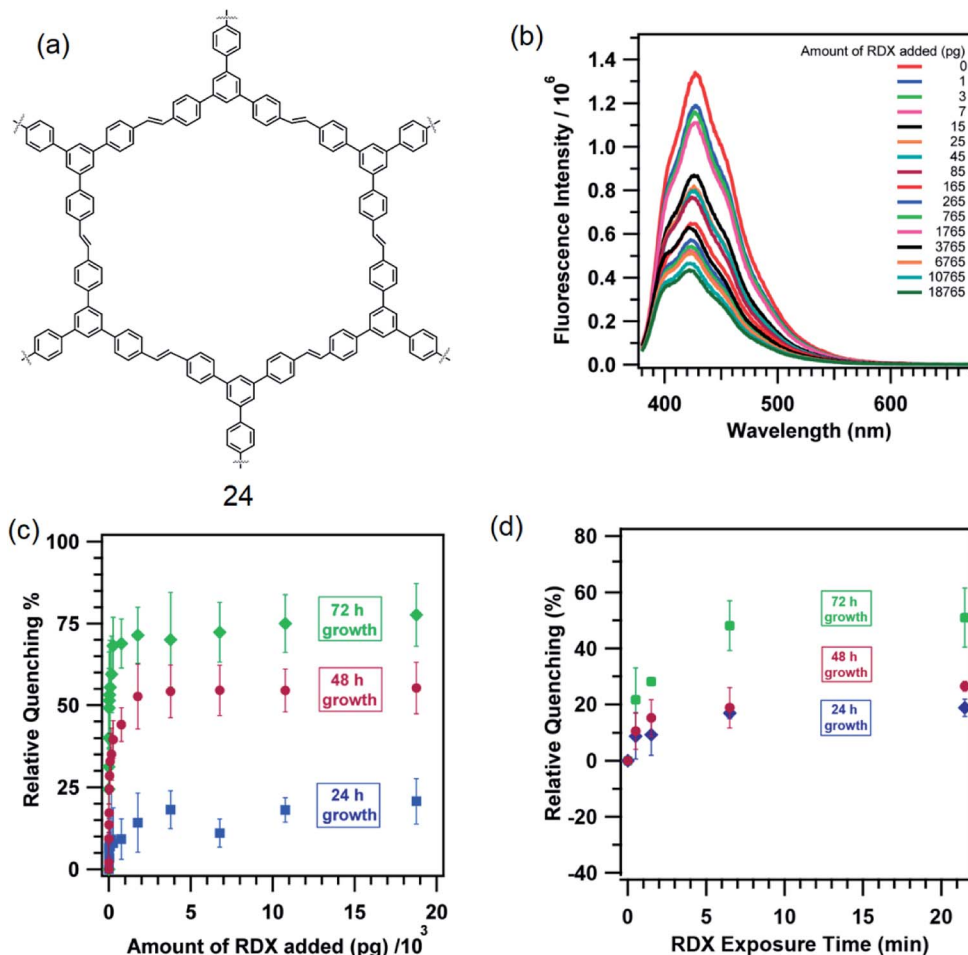 (a)
24
(b)
Fluorescence Intensity / 10⁶
1.4
1.2
1.0
0.8
0.6
0.4
0.2
0.0
400
500
600
Wavelength (nm)
Amount of RDX added (pg)
0
1
3
7
15
25
45
85
165
265
765
1765
3765
6765
10765
18765
(c)
Relative Quenching %
100
75
50
25
0
72 h
growth
48 h
growth
24 h
growth
0
5
10
15
20
Amount of RDX added (pg) /10³
(d)
Relative Quenching (%)
80
60
40
20
0
-20
-40
72 h
growth
48 h
growth
24 h
growth
0
5
10
15
20
RDX Exposure Time (min)